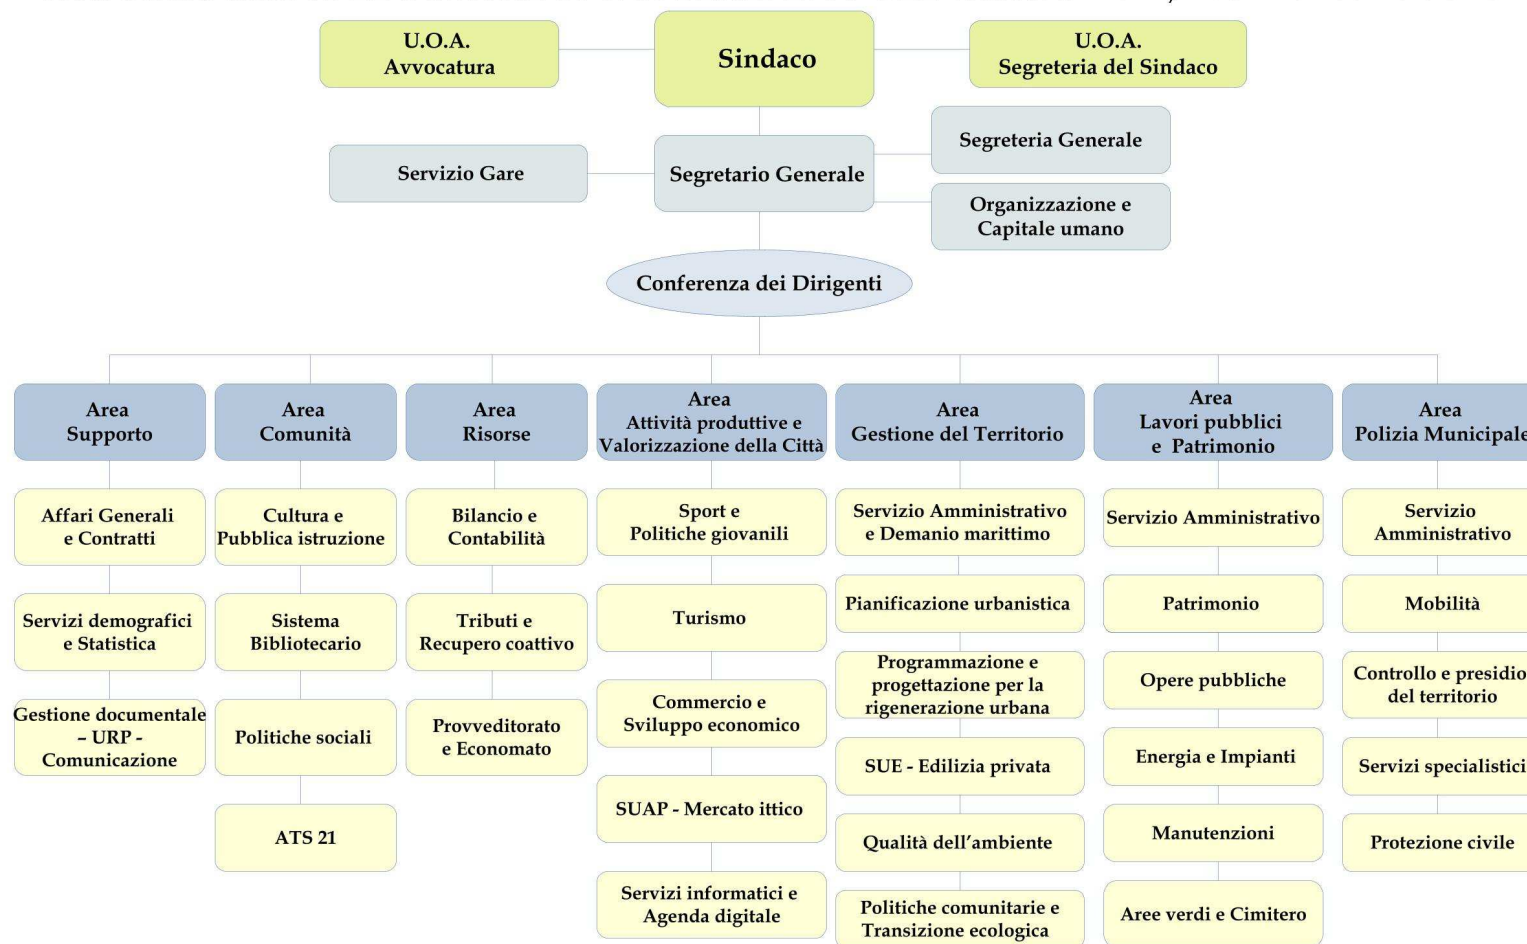 U.O.A.
Avvocatura
Sindaco
U.O.A.
Segreteria del Sindaco
Servizio Gare
Segretario Generale
Segreteria Generale
Organizzazione e
Capitale umano
Conferenza dei Dirigenti
Area
Supporto
Affari Generali
e Contratti
Servizi demografici
e Statistica
Gestione documentale
– URP -
Comunicazione
Area
Comunità
Cultura e
Pubblica istruzione
Sistema
Bibliotecario
Politiche sociali
ATS 21
Area
Risorse
Bilancio e
Contabilità
Tributi e
Recupero coattivo
Provveditorato
e Economato
Area
Attività produttive e
Valorizzazione della Città
Sport e
Politiche giovanili
Turismo
Commercio e
Sviluppo economico
SUAP - Mercato ittico
Servizi informatici e
Agenda digitale
Area
Gestione del Territorio
Servizio Amministrativo
e Demanio marittimo
Pianificazione urbanistica
Programmazione e
progettazione per la
rigenerazione urbana
SUE - Edilizia privata
Qualità dell’ambiente
Politiche comunitarie e
Transizione ecologica
Area
Lavori pubblici
e Patrimonio
Servizio Amministrativo
Patrimonio
Opere pubbliche
Energia e Impianti
Manutenzioni
Aree verdi e Cimitero
Area
Polizia Municipale
Servizio
Amministrativo
Mobilità
Controllo e presidio
del territorio
Servizi specialistici
Protezione civile